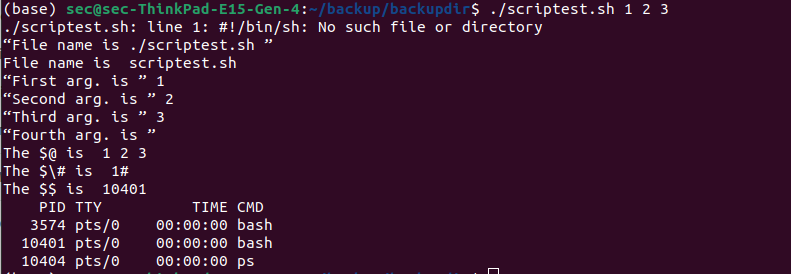 (base) sec@sec-ThinkPad-E15-Gen-4:~/backup/backupdir$ ./scriptest.sh 1 2 3
./scriptest.sh: line 1: #!/bin/sh: No such file or directory
“File name is ./scriptest.sh ”
File name is  scriptest.sh
“First arg. is ” 1
“Second arg. is ” 2
“Third arg. is ” 3
“Fourth arg. is ”
The $@ is  1 2 3
The $\# is  1#
The $$ is  10401
    PID TTY          TIME CMD
   3574 pts/0    00:00:00 bash
  10401 pts/0    00:00:00 bash
  10404 pts/0    00:00:00 ps